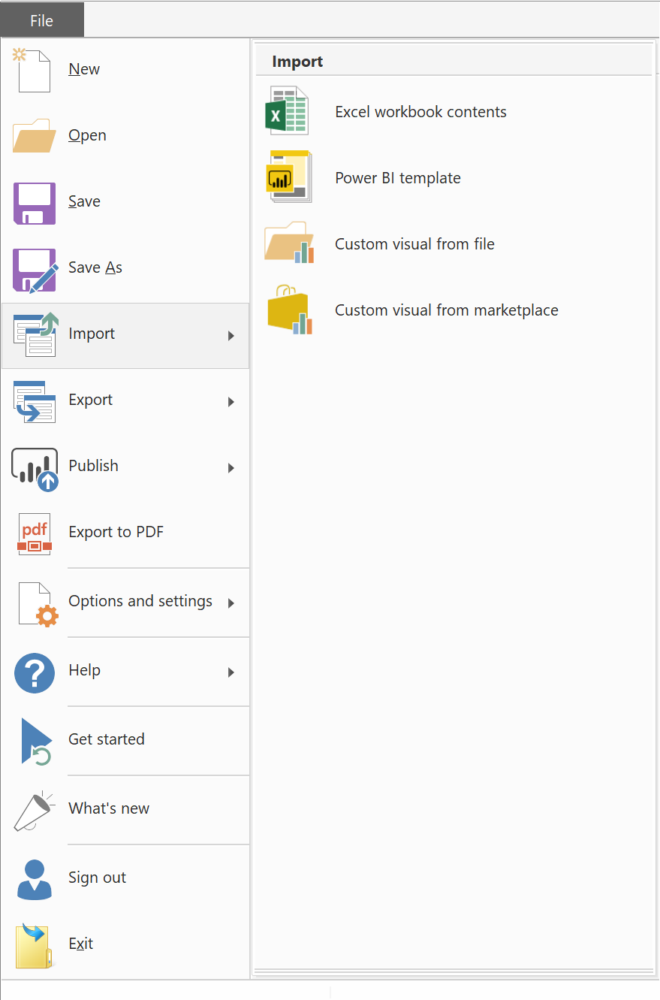 File
New
Open
Save
Save As
Import
Export
Publish
pdf
Export to PDF
Options and settings
?
Help
Get started
What's new
Sign out
Exit
Import
X
Excel workbook contents
Power BI template
Custom visual from file
Custom visual from marketplace